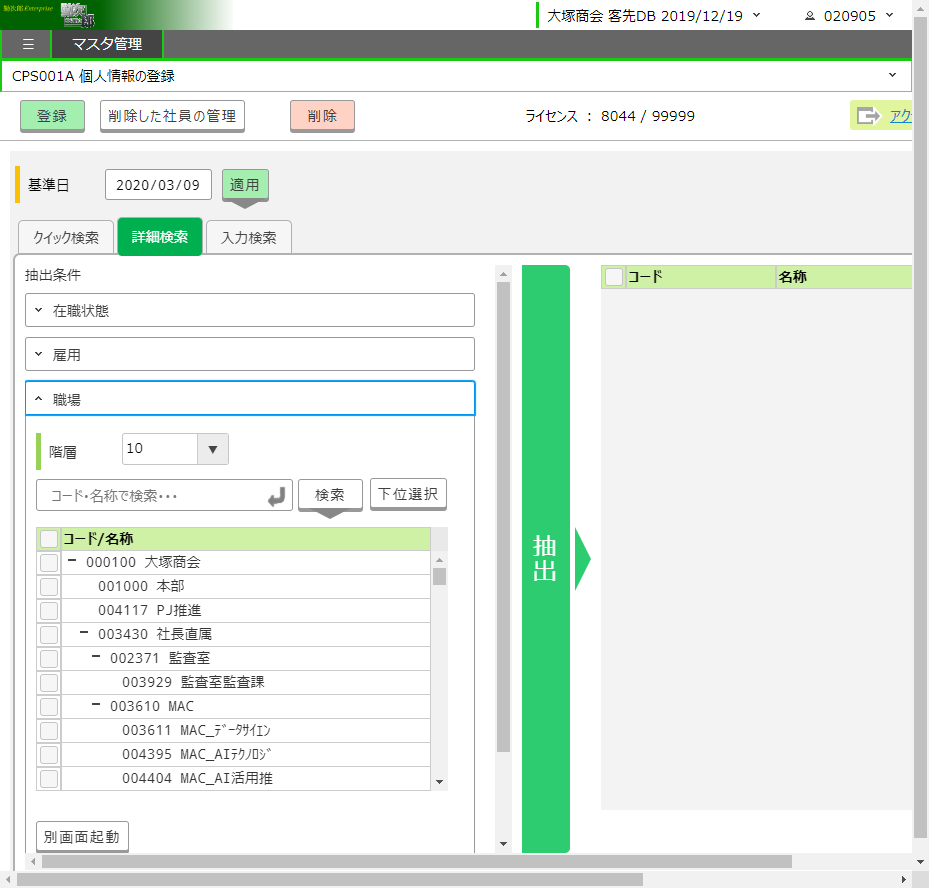 勤次郎 Enterprise
大塚商会 客先DB 2019/12/19
020905
☰ マスタ管理
CPS001A 個人情報の登録
登録 削除した社員の管理 削除 ライセンス : 8044 / 99999
基準日 2020/03/09 適用
クイック検索 詳細検索 入力検索
抽出条件
在職状態
雇用
職場
階層 10
コード・名称で検索・・・ 検索 下位選択
コード/名称
000100 大塚商会
001000 本部
004117 PJ推進
003430 社長直属
002371 監査室
003929 監査室監査課
003610 MAC
003611 MAC_ﾃﾞｰﾀｻｲｴﾝ
004395 MAC_AIﾃｸﾉﾛｼﾞ
004404 MAC_AI活用推
別画面起動
抽出
コード 名称